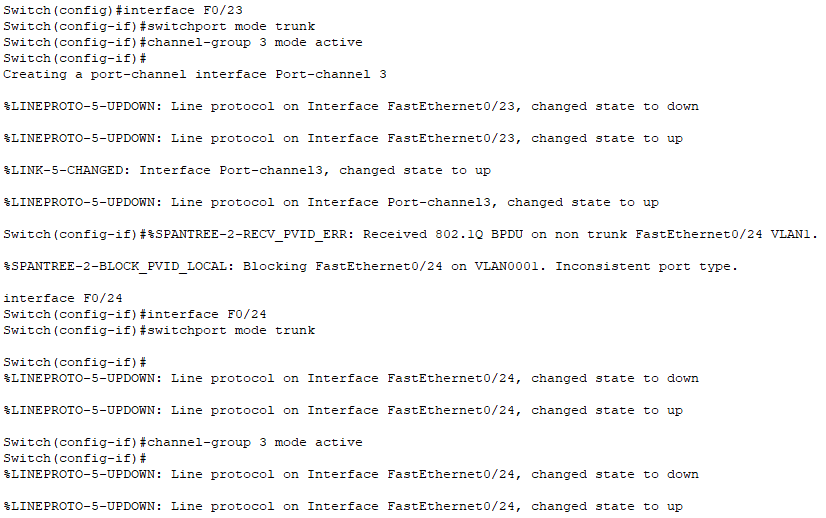 Switch(config)#interface F0/23
Switch(config-if)#switchport mode trunk
Switch(config-if)#channel-group 3 mode active
Switch(config-if)#
Creating a port-channel interface Port-channel 3
%LINEPROTO-5-UPDOWN: Line protocol on Interface FastEthernet0/23, changed state to down
%LINEPROTO-5-UPDOWN: Line protocol on Interface FastEthernet0/23, changed state to up
%LINK-5-CHANGED: Interface Port-channel3, changed state to up
%LINEPROTO-5-UPDOWN: Line protocol on Interface Port-channel3, changed state to up
Switch(config-if)#%SPANTREE-2-RECV_PVID_ERR: Received 802.1Q BPDU on non trunk FastEthernet0/24 VLAN1.
%SPANTREE-2-BLOCK_PVID_LOCAL: Blocking FastEthernet0/24 on VLAN0001. Inconsistent port type.
interface F0/24
Switch(config-if)#interface F0/24
Switch(config-if)#switchport mode trunk
Switch(config-if)#
%LINEPROTO-5-UPDOWN: Line protocol on Interface FastEthernet0/24, changed state to down
%LINEPROTO-5-UPDOWN: Line protocol on Interface FastEthernet0/24, changed state to up
Switch(config-if)#channel-group 3 mode active
Switch(config-if)#
%LINEPROTO-5-UPDOWN: Line protocol on Interface FastEthernet0/24, changed state to down
%LINEPROTO-5-UPDOWN: Line protocol on Interface FastEthernet0/24, changed state to up